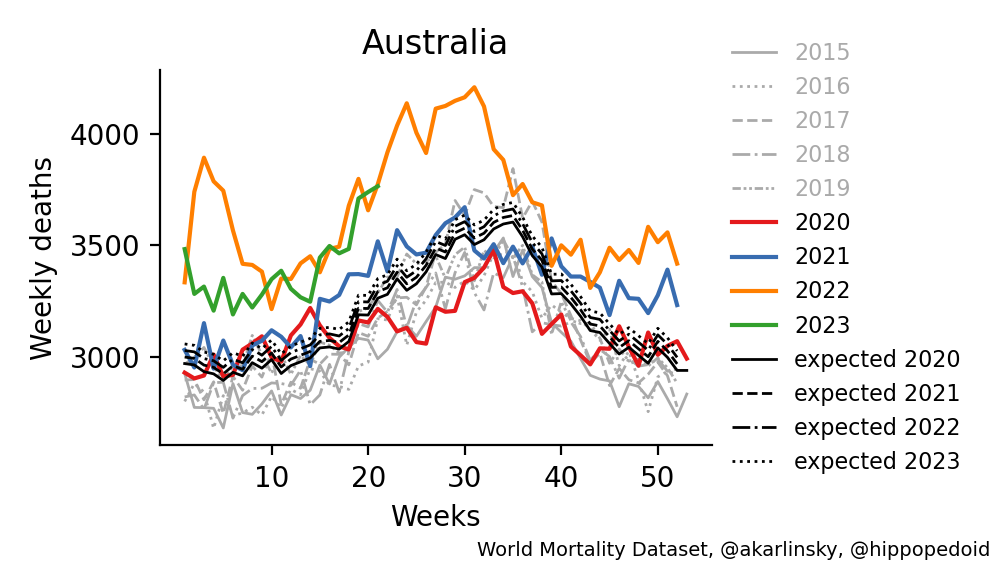 Australia
Weekly deaths
4000
3500
3000
10 20 30 40 50
Weeks
2015
2016
2017
2018
2019
2020
2021
2022
2023
expected 2020
expected 2021
expected 2022
expected 2023
World Mortality Dataset, @akarlinsky, @hippopedoid